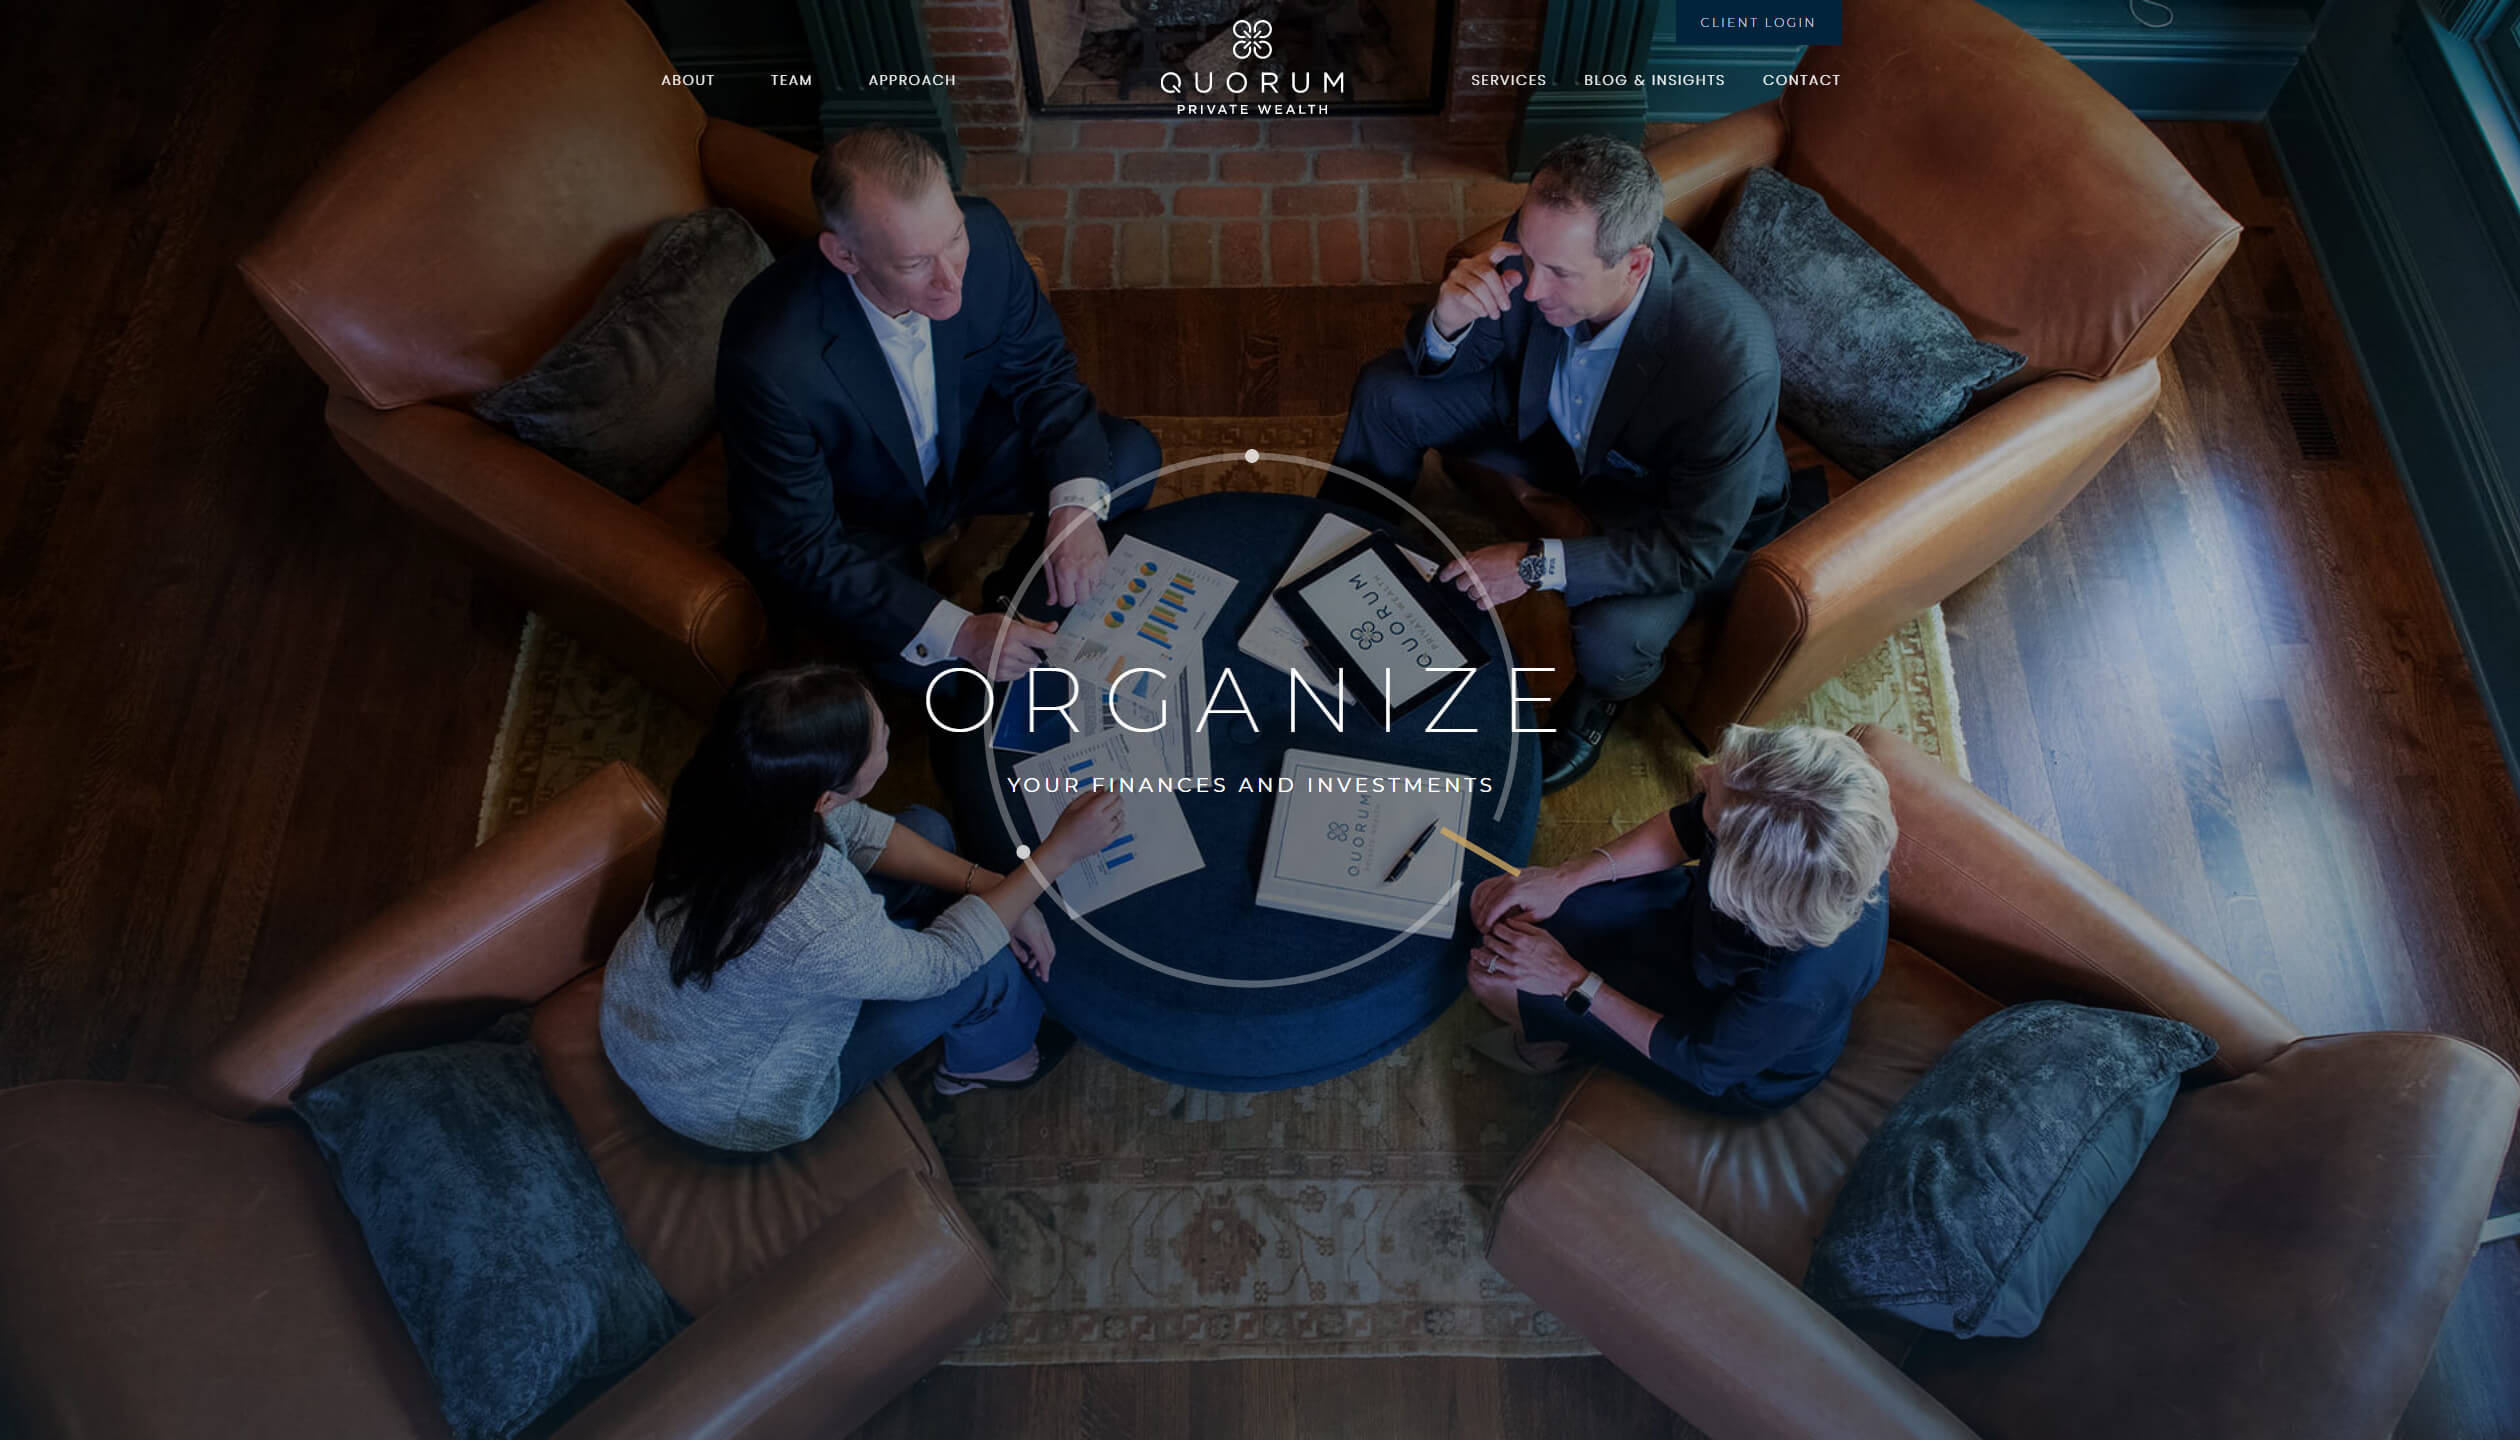 CLIENT LOGIN
ABOUT
TEAM
APPROACH
QUORUM
PRIVATE WEALTH
SERVICES
BLOG & INSIGHTS
CONTACT
QUORUM
PRIVATE WEALTH
ORGANIZE
YOUR FINANCES AND INVESTMENTS
QUORUM
PRIVATE WEALTH